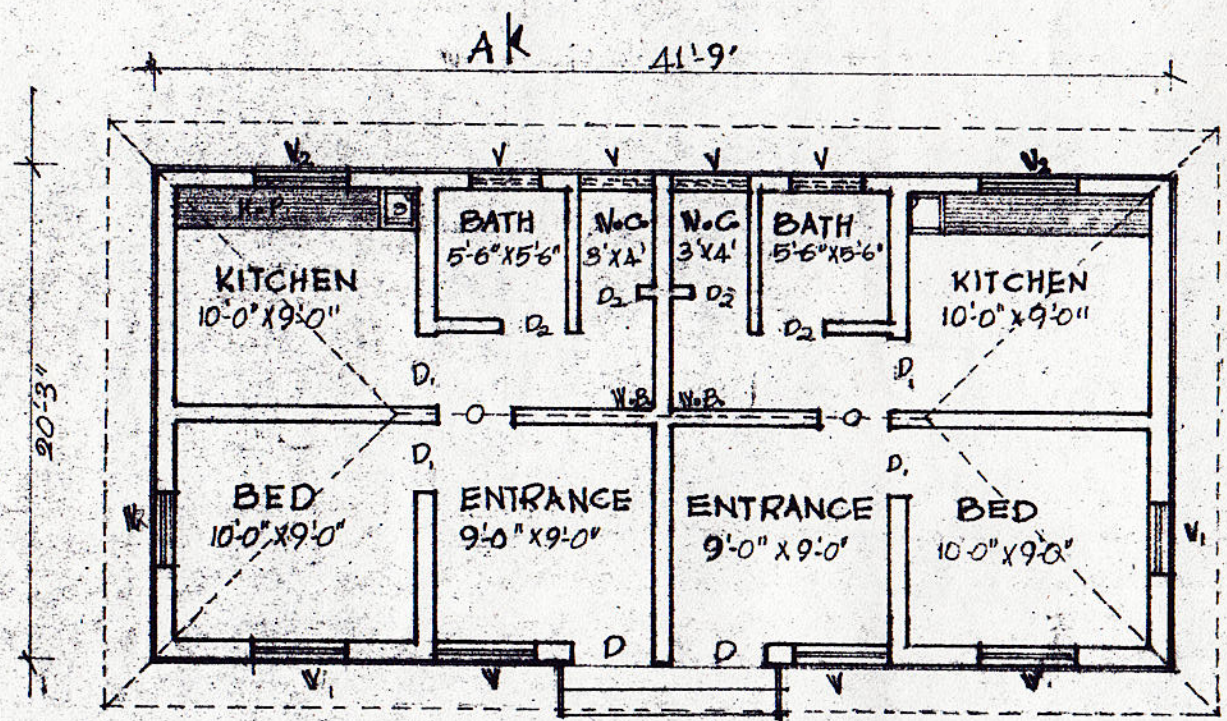 AK
41'-9"
V2 V V V V V2
K.P. S
BATH W.C. W.C. BATH
5'-6"X5'-6" 3'X4' 3'X4' 5'-6"X5'-6"
KITCHEN KITCHEN
10'-0"X9'-0" 10'-0"X9'-0"
D2 D2
D2 D2
D1 D1
W.B. W.B.
20'-3"
D1 D1
BED ENTRANCE ENTRANCE BED
10'-0"X9'-0" 9'-0"X9'-0" 9'-0"X9'-0" 10'-0"X9'-0"
V1
D D
V1 V V V1